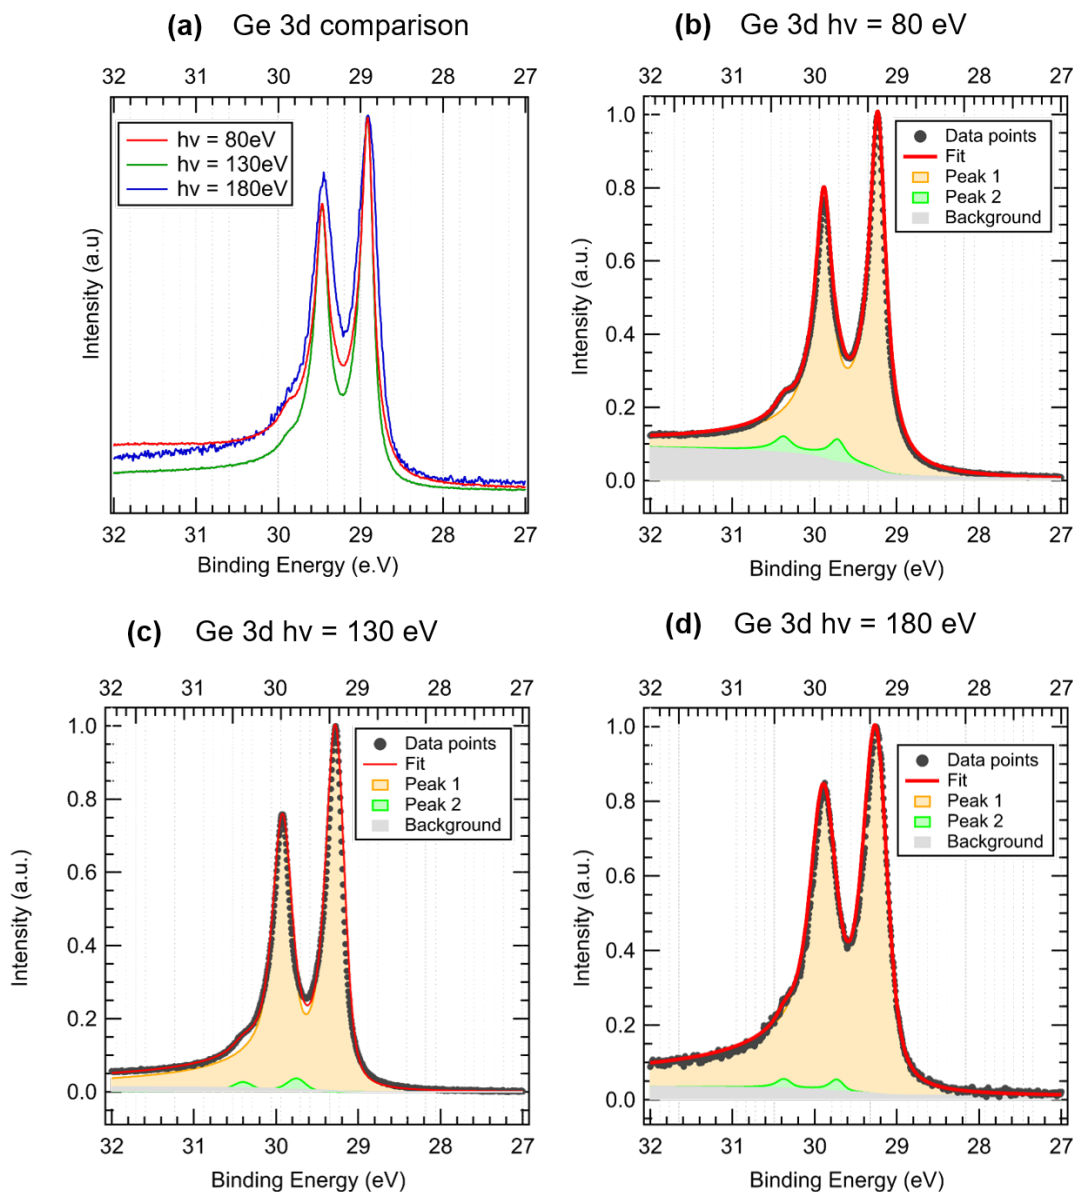 (a) Ge 3d comparison
32 31 30 29 28 27
hν = 80eV
hν = 130eV
hν = 180eV
Intensity (a.u)
32 31 30 29 28 27
Binding Energy (e.V)
(b) Ge 3d hν = 80 eV
32 31 30 29 28 27
1.0
0.8
0.6
0.4
0.2
0.0
Data points
Fit
Peak 1
Peak 2
Background
Intensity (a.u.)
32 31 30 29 28 27
Binding Energy (eV)
(c) Ge 3d hν = 130 eV
32 31 30 29 28 27
1.0
0.8
0.6
0.4
0.2
0.0
Data points
Fit
Peak 1
Peak 2
Background
Intensity (a.u.)
32 31 30 29 28 27
Binding Energy (eV)
(d) Ge 3d hν = 180 eV
32 31 30 29 28 27
1.0
0.8
0.6
0.4
0.2
0.0
Data points
Fit
Peak 1
Peak 2
Background
Intensity (a.u.)
32 31 30 29 28 27
Binding Energy (eV)